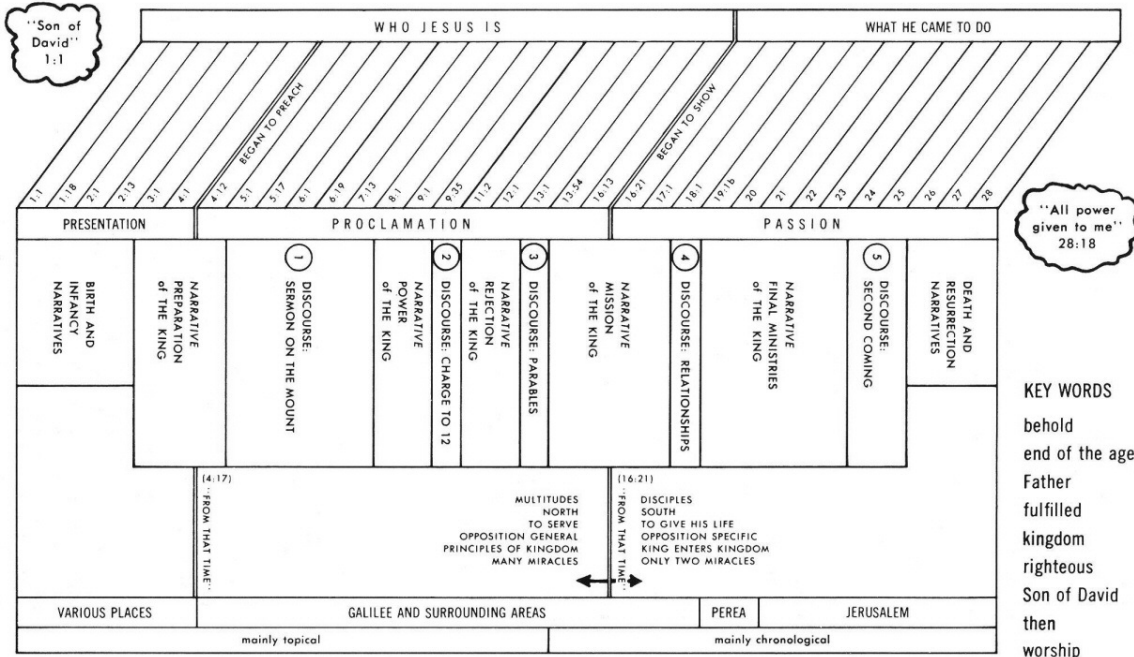 "Son of
David"
1:1
WHO JESUS IS
WHAT HE CAME TO DO
BEGAN TO PREACH
BEGAN TO SHOW
1:1
1:18
2:1
2:13
3:1
4:1
4:12
5:1
5:17
6:1
6:19
7:13
8:1
9:1
9:35
11:2
12:1
13:1
13:54
16:13
16:21
17:1
18:1
19:1b
20
21
22
23
24
25
26
27
28
"All power
given to me"
28:18
PRESENTATION
PROCLAMATION
PASSION
BIRTH AND
INFANCY
NARRATIVES
NARRATIVE
PREPARATION
of THE KING
1
DISCOURSE:
SERMON ON THE MOUNT
NARRATIVE
POWER
of THE KING
2
DISCOURSE: CHARGE TO 12
NARRATIVE
REJECTION
of THE KING
3
DISCOURSE: PARABLES
NARRATIVE
MISSION
of THE KING
4
DISCOURSE: RELATIONSHIPS
NARRATIVE
FINAL MINISTRIES
of THE KING
5
DISCOURSE:
SECOND COMING
DEATH AND
RESURRECTION
NARRATIVES
(4:17)
"FROM THAT TIME"
MULTITUDES
NORTH
TO SERVE
OPPOSITION GENERAL
PRINCIPLES OF KINGDOM
MANY MIRACLES
(16:21)
"FROM THAT TIME"
DISCIPLES
SOUTH
TO GIVE HIS LIFE
OPPOSITION SPECIFIC
KING ENTERS KINGDOM
ONLY TWO MIRACLES
VARIOUS PLACES
GALILEE AND SURROUNDING AREAS
PEREA
JERUSALEM
mainly topical
mainly chronological
KEY WORDS
behold
end of the age
Father
fulfilled
kingdom
righteous
Son of David
then
worship